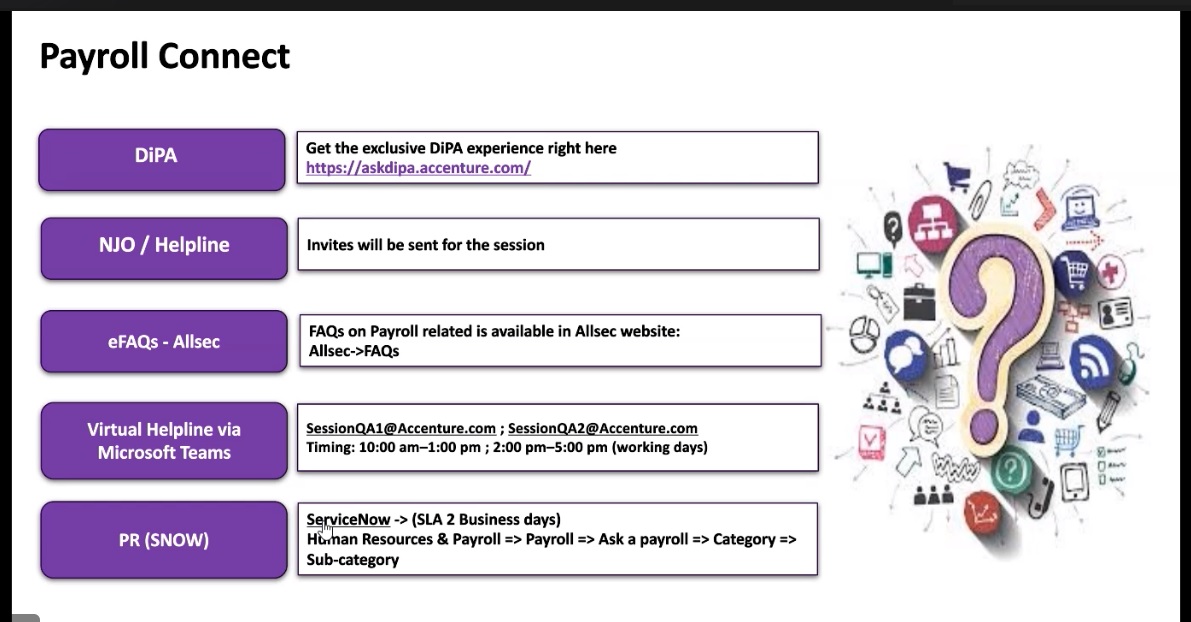 Payroll Connect
DiPA
Get the exclusive DiPA experience right here
https://askdipa.accenture.com/
NJO / Helpline
Invites will be sent for the session
eFAQs - Allsec
FAQs on Payroll related is available in Allsec website:
Allsec->FAQs
Virtual Helpline via
Microsoft Teams
SessionQA1@Accenture.com ; SessionQA2@Accenture.com
Timing: 10:00 am–1:00 pm ; 2:00 pm–5:00 pm (working days)
PR (SNOW)
ServiceNow -> (SLA 2 Business days)
Human Resources & Payroll => Payroll => Ask a payroll => Category =>
Sub-category
www